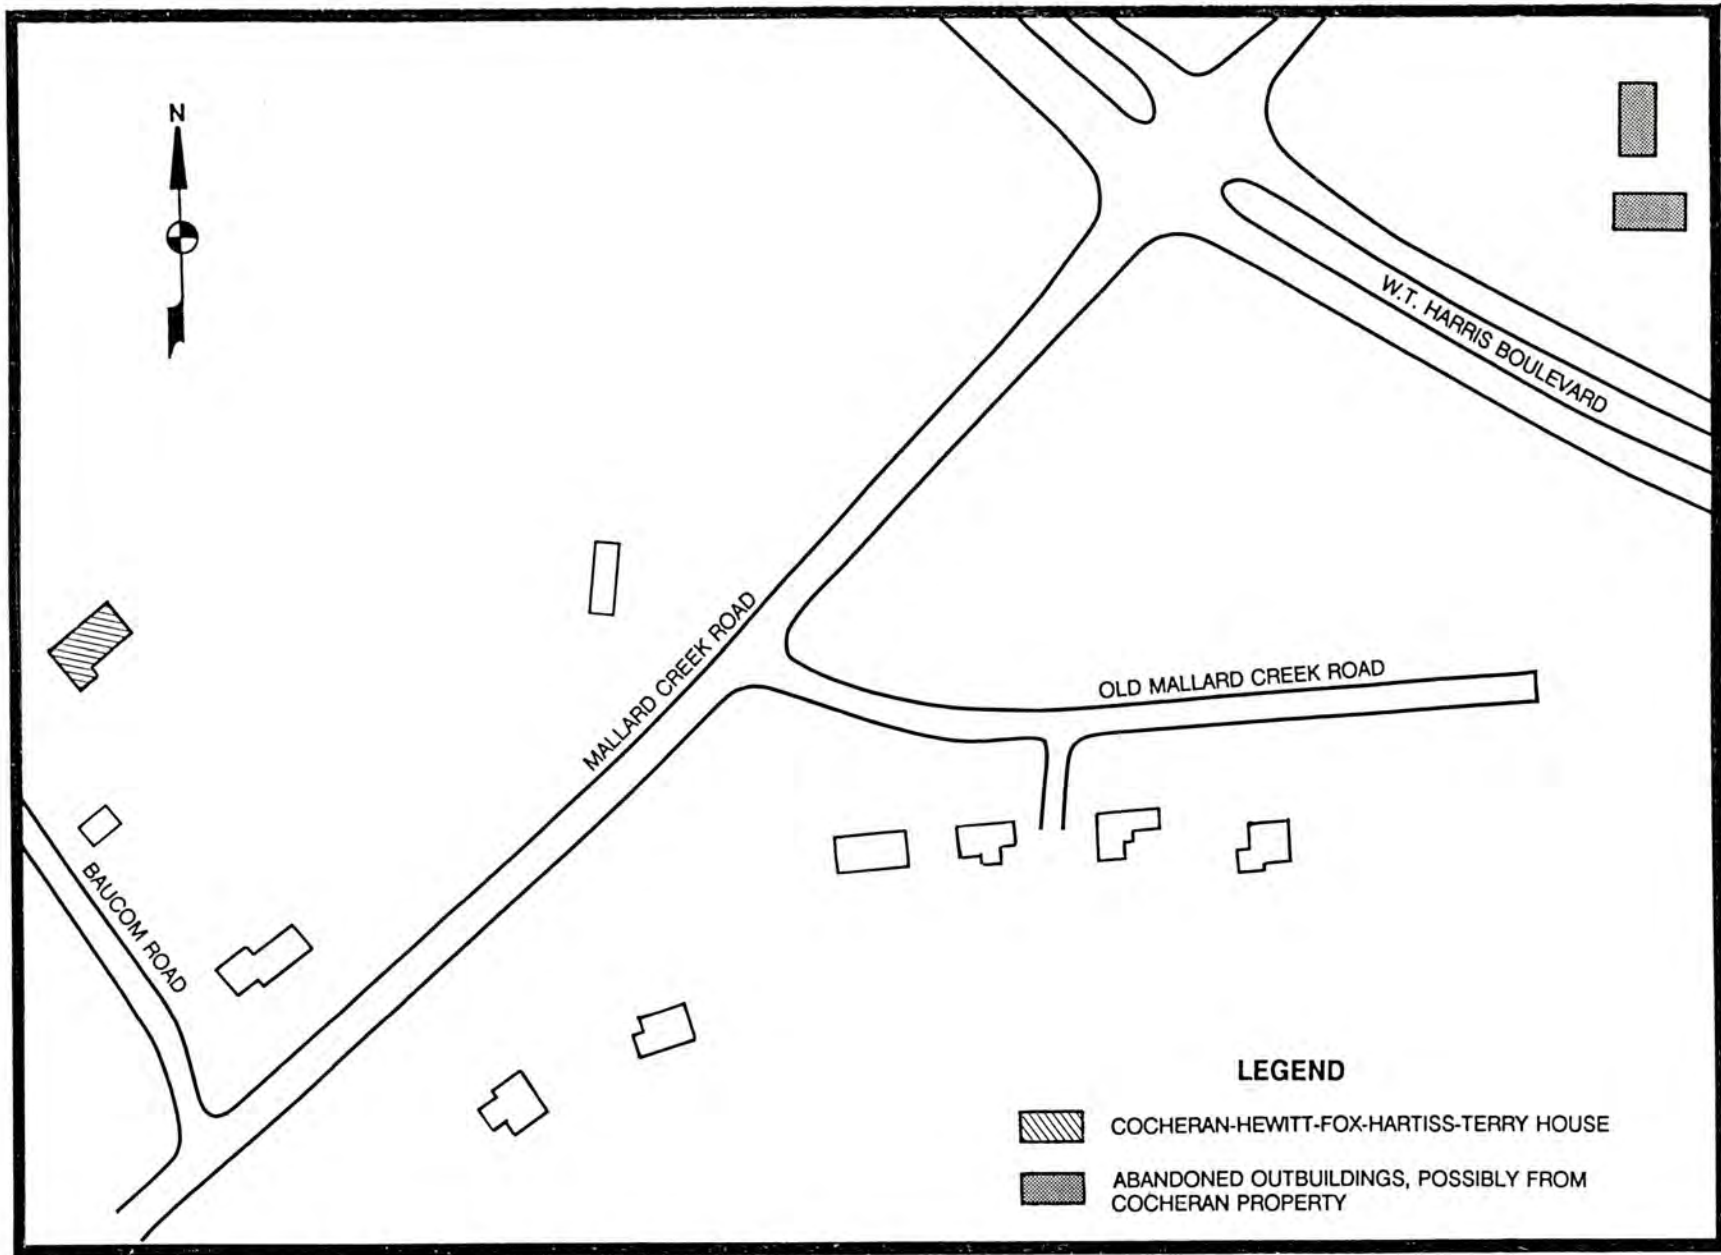 N
W.T. HARRIS BOULEVARD
MALLARD CREEK ROAD
OLD MALLARD CREEK ROAD
BAUCOM ROAD
LEGEND
COCHERAN-HEWITT-FOX-HARTISS-TERRY HOUSE
ABANDONED OUTBUILDINGS, POSSIBLY FROM
COCHERAN PROPERTY